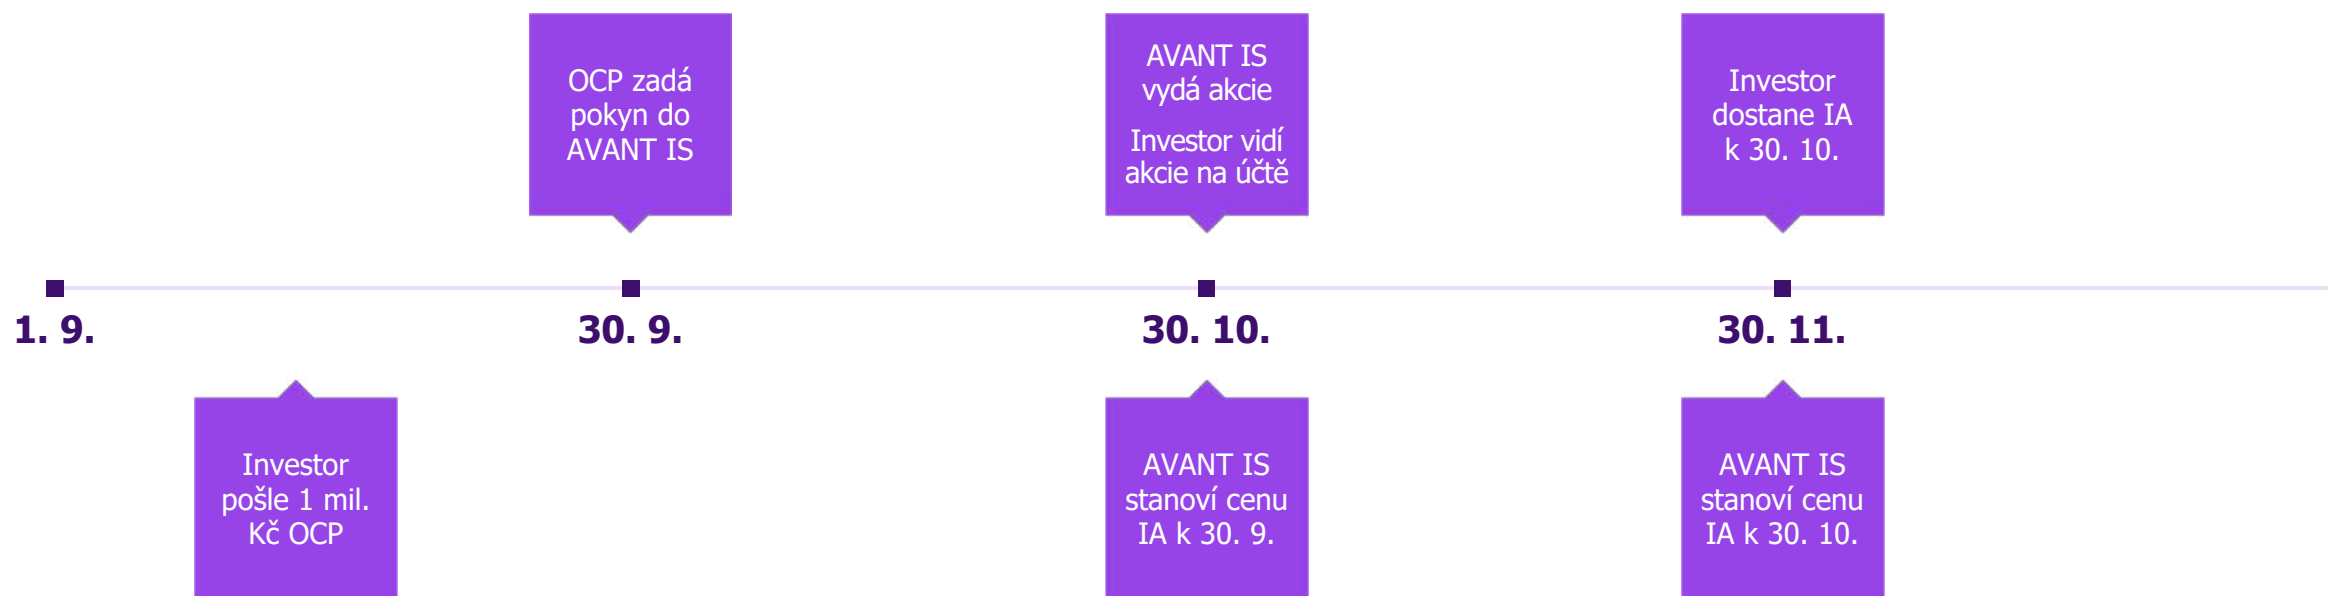 OCP zadá
pokyn do
AVANT IS
AVANT IS
vydá akcie
Investor vidí
akcie na účtě
Investor
dostane IA
k 30. 10.
1. 9.
30. 9.
30. 10.
30. 11.
Investor
pošle 1 mil.
Kč OCP
AVANT IS
stanoví cenu
IA k 30. 9.
AVANT IS
stanoví cenu
IA k 30. 10.